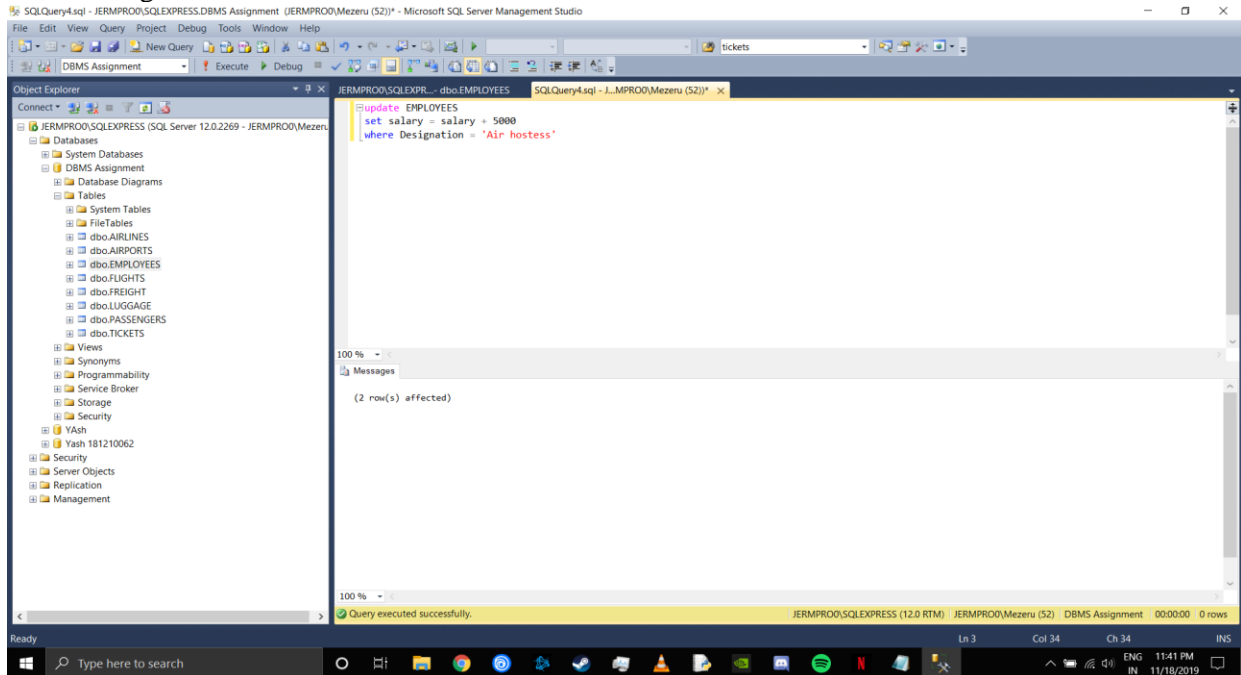 SQLQuery4.sql - JERMPRO0\SQLEXPRESS.DBMS Assignment (JERMPRO0\Mezeru (52))* - Microsoft SQL Server Management Studio
File Edit View Query Project Debug Tools Window Help
New Query tickets
DBMS Assignment Execute Debug
Object Explorer
JERMPRO0\SQLEXPR...- dbo.EMPLOYEES SQLQuery4.sql - J...MPRO0\Mezeru (52))*
Connect
JERMPRO0\SQLEXPRESS (SQL Server 12.0.2269 - JERMPRO0\Mezeru
Databases
System Databases
DBMS Assignment
Database Diagrams
Tables
System Tables
FileTables
dbo.AIRLINES
dbo.AIRPORTS
dbo.EMPLOYEES
dbo.FLIGHTS
dbo.FREIGHT
dbo.LUGGAGE
dbo.PASSENGERS
dbo.TICKETS
Views
Synonyms
Programmability
Service Broker
Storage
Security
YAsh
Yash 181210062
Security
Server Objects
Replication
Management
update EMPLOYEES
set salary = salary + 5000
where Designation = 'Air hostess'
100 %
Messages
(2 row(s) affected)
100 %
Query executed successfully. JERMPRO0\SQLEXPRESS (12.0 RTM) JERMPRO0\Mezeru (52) DBMS Assignment 00:00:00 0 rows
Ready Ln 3 Col 34 Ch 34 INS
Type here to search
ENG 11:41 PM
IN 11/18/2019